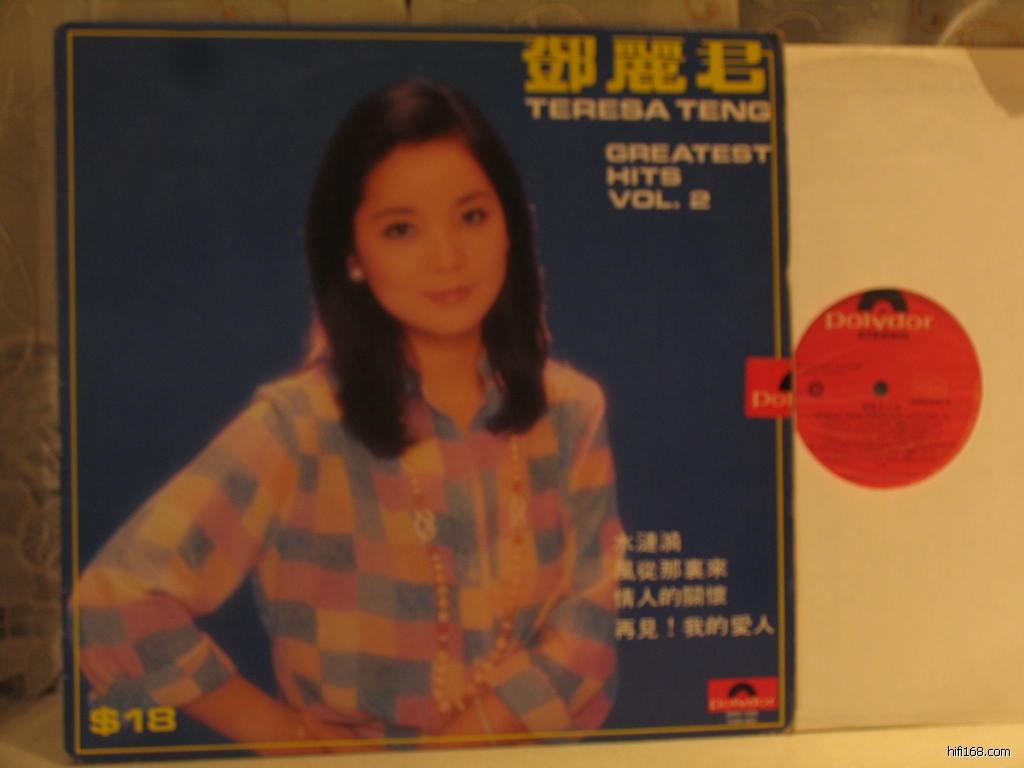 鄧麗君
TERESA TENG
GREATEST
HITS
VOL. 2
水漣漪
風從那裏來
情人的關懷
再見！我的愛人
$18
Polydor
Polydor
STEREO
Polydor
hifi168.com